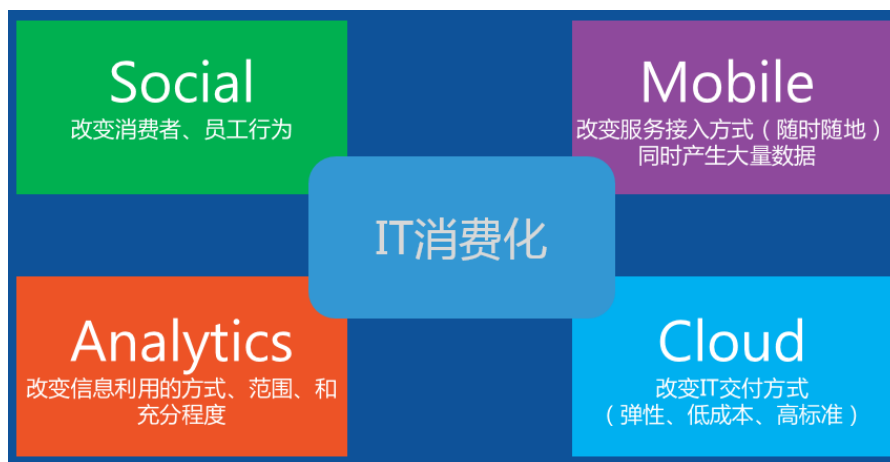 Social
改变消费者、员工行为
Mobile
改变服务接入方式（随时随地）
同时产生大量数据
IT消费化
Analytics
改变信息利用的方式、范围、和
充分程度
Cloud
改变IT交付方式
（弹性、低成本、高标准）